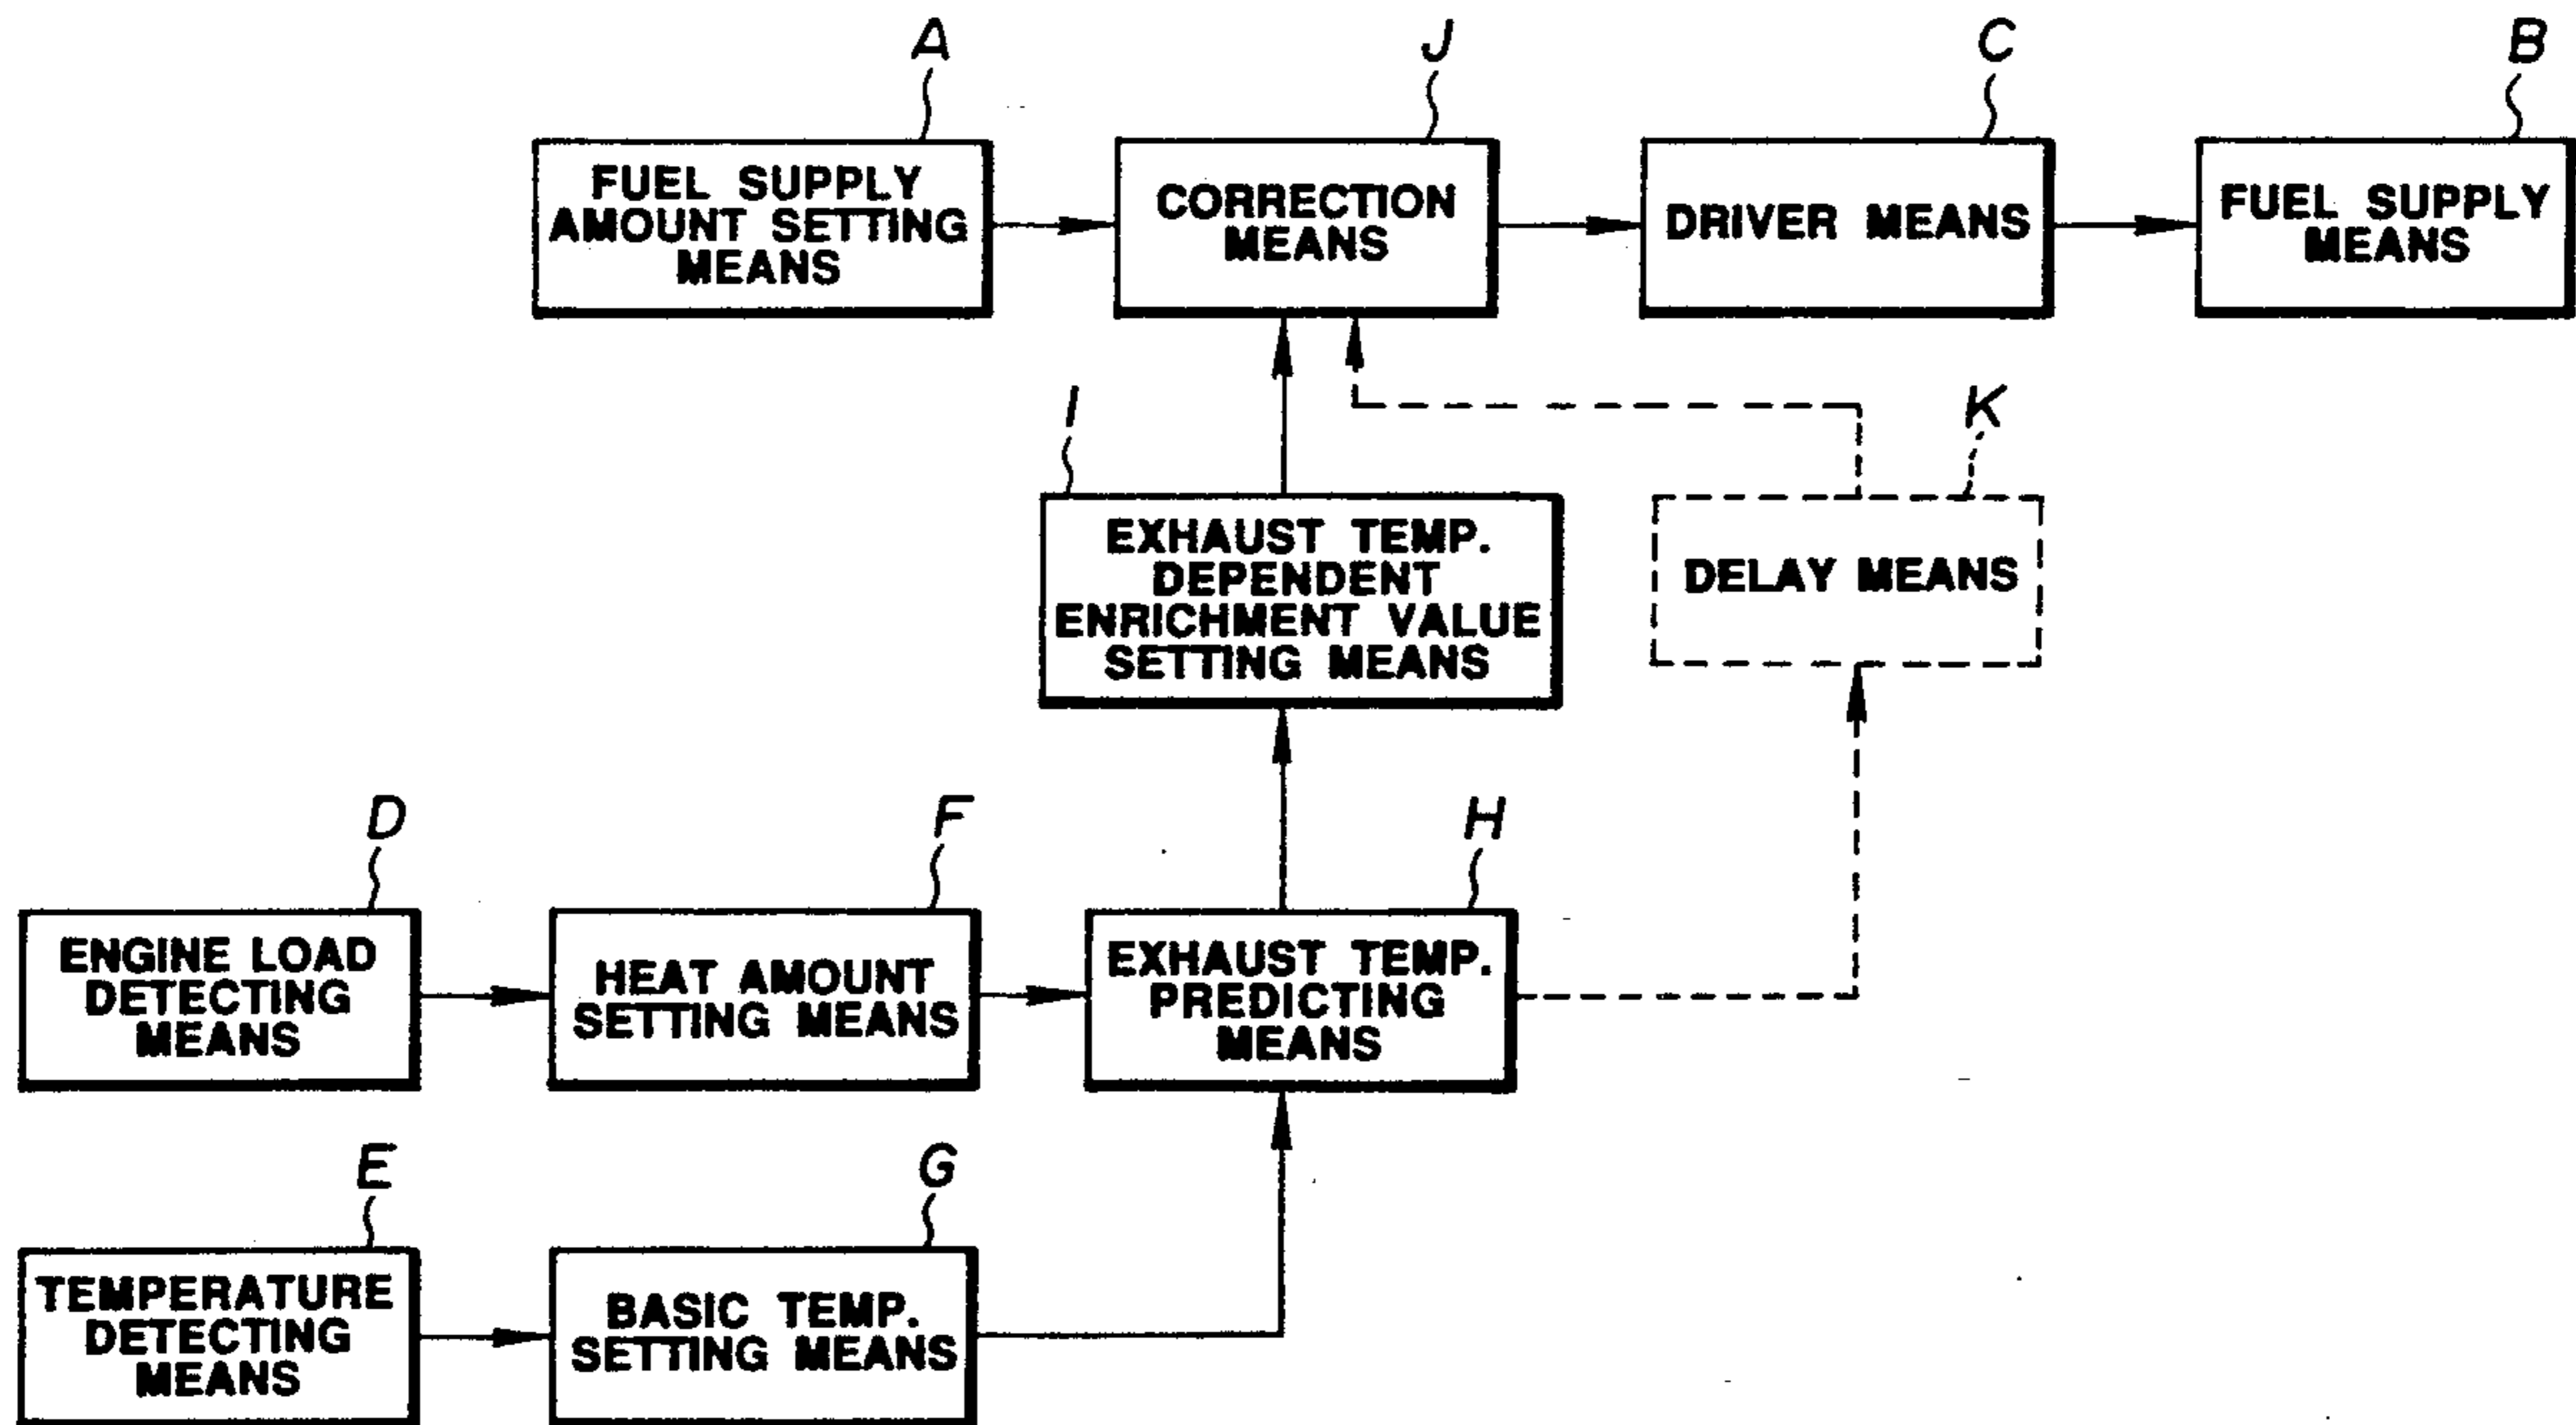 A
J
C
B
FUEL SUPPLY
AMOUNT SETTING
MEANS
CORRECTION
MEANS
DRIVER MEANS
FUEL SUPPLY
MEANS
I
K
EXHAUST TEMP.
DEPENDENT
ENRICHMENT VALUE
SETTING MEANS
DELAY MEANS
D
F
H
ENGINE LOAD
DETECTING
MEANS
HEAT AMOUNT
SETTING MEANS
EXHAUST TEMP.
PREDICTING
MEANS
E
G
TEMPERATURE
DETECTING
MEANS
BASIC TEMP.
SETTING MEANS